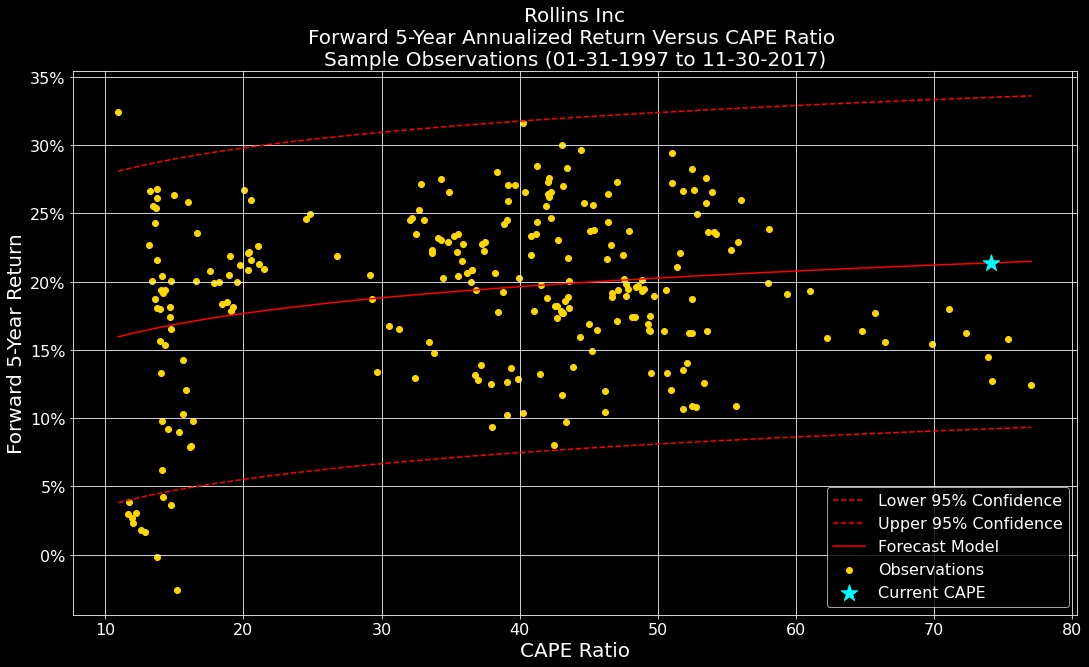 Rollins Inc
Forward 5-Year Annualized Return Versus CAPE Ratio
Sample Observations (01-31-1997 to 11-30-2017)
35%
30%
25%
20%
15%
10%
5%
0%
Forward 5-Year Return
Lower 95% Confidence
Upper 95% Confidence
Forecast Model
Observations
Current CAPE
10 20 30 40 50 60 70 80
CAPE Ratio